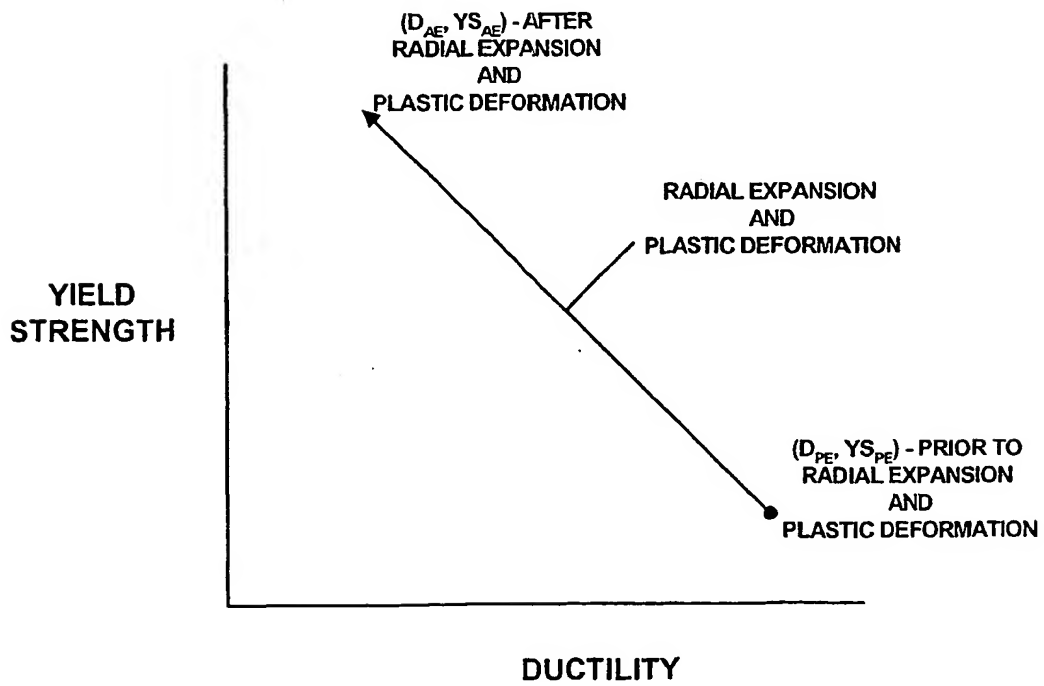 (D_AE, YS_AE) - AFTER
RADIAL EXPANSION
AND
PLASTIC DEFORMATION
RADIAL EXPANSION
AND
PLASTIC DEFORMATION
YIELD
STRENGTH
(D_PE, YS_PE) - PRIOR TO
RADIAL EXPANSION
AND
PLASTIC DEFORMATION
DUCTILITY